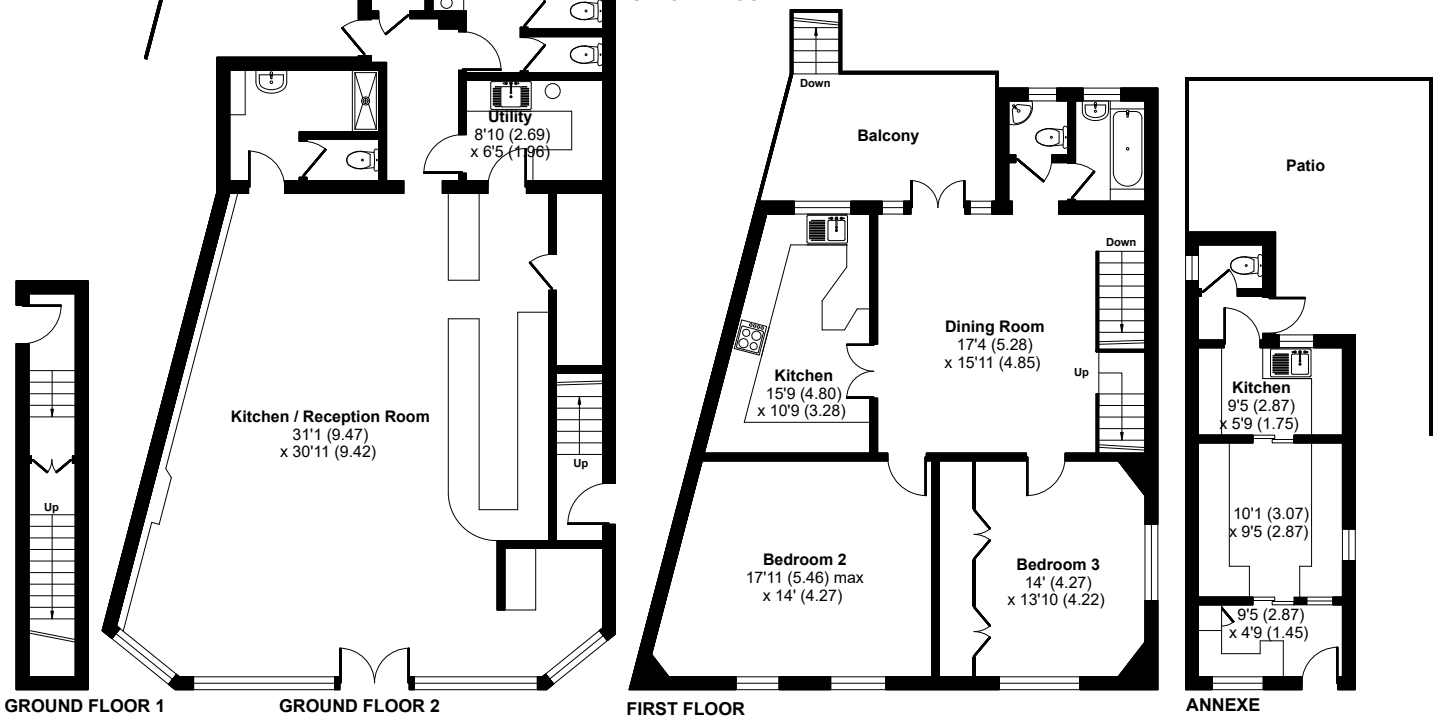 Utility
8'10 (2.69)
x 6'5 (1.96)
Kitchen / Reception Room
31'1 (9.47)
x 30'11 (9.42)
Up
Up
GROUND FLOOR 1
GROUND FLOOR 2
Down
Balcony
Down
Dining Room
17'4 (5.28)
x 15'11 (4.85)
Up
Kitchen
15'9 (4.80)
x 10'9 (3.28)
Bedroom 2
17'11 (5.46) max
x 14' (4.27)
Bedroom 3
14' (4.27)
x 13'10 (4.22)
FIRST FLOOR
Patio
Kitchen
9'5 (2.87)
x 5'9 (1.75)
10'1 (3.07)
x 9'5 (2.87)
9'5 (2.87)
x 4'9 (1.45)
ANNEXE